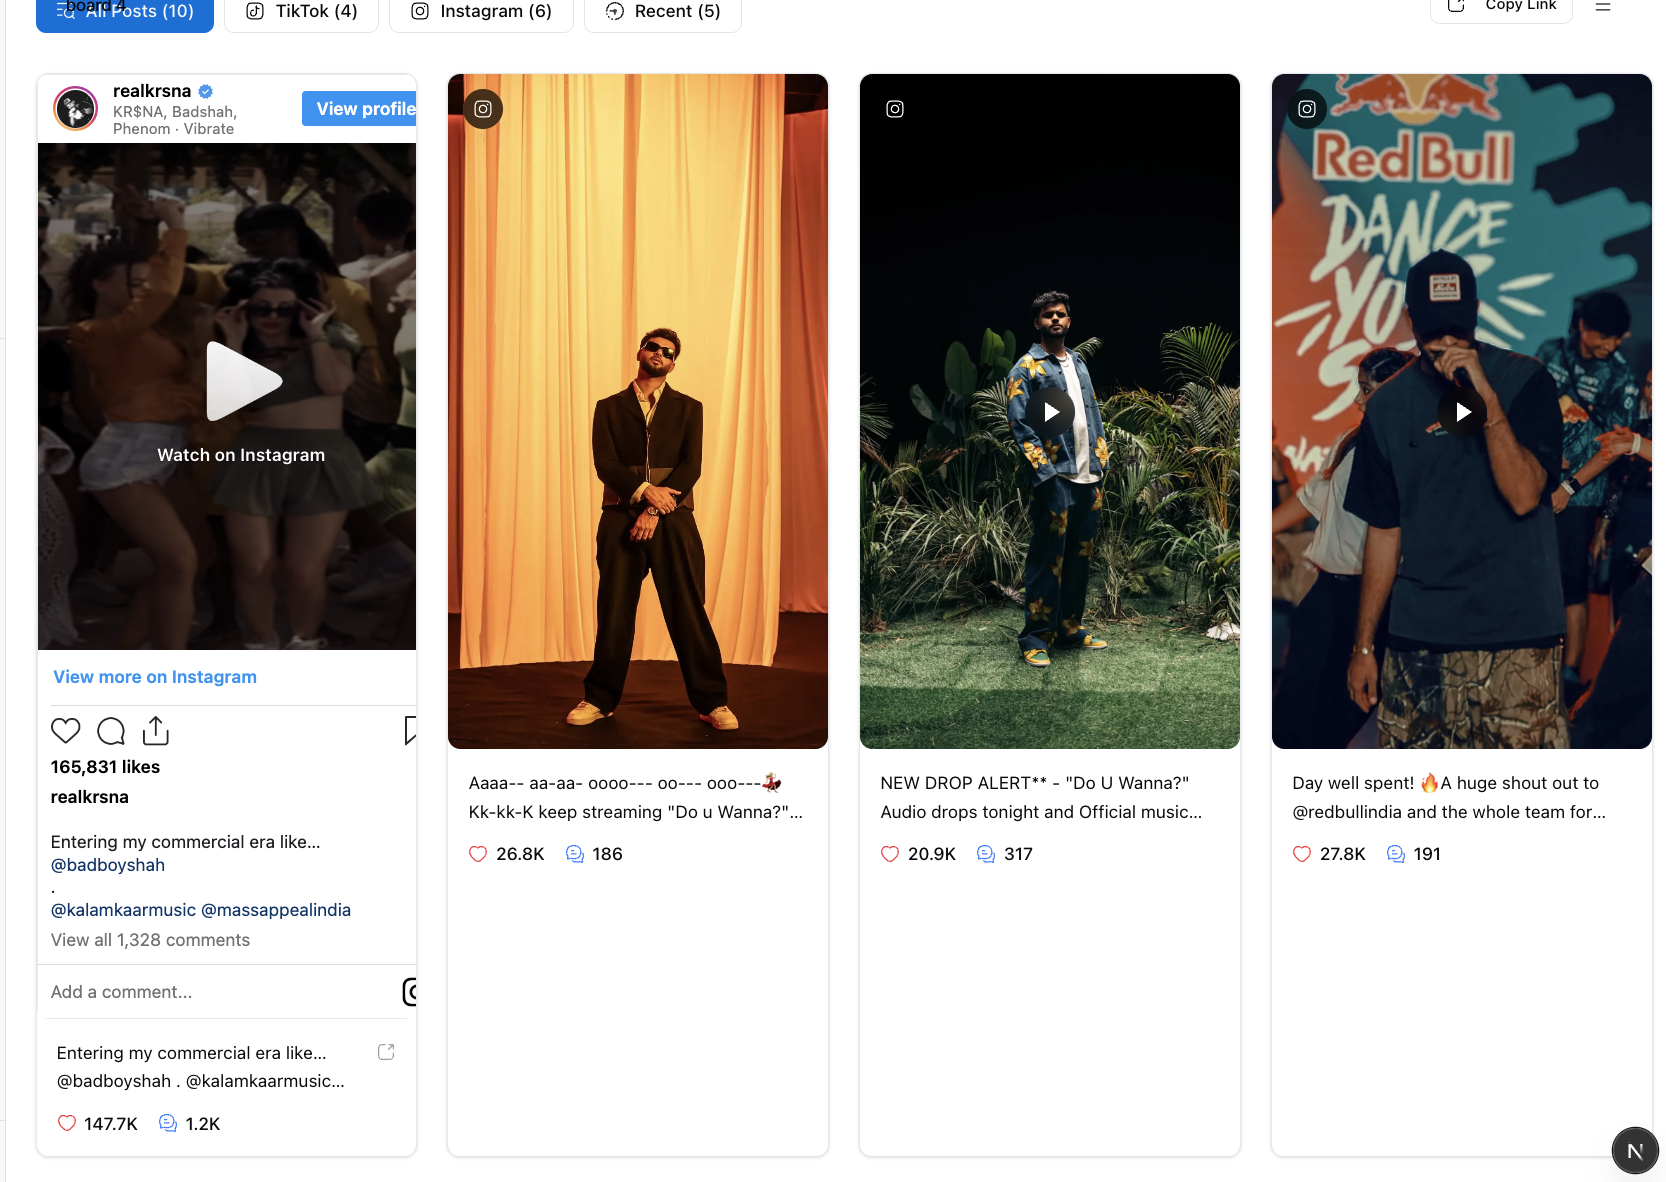 board 4
All Posts (10)
TikTok (4)
Instagram (6)
Recent (5)
Copy Link
realkrsna
KR$NA, Badshah,
Phenom · Vibrate
View profile
Watch on Instagram
View more on Instagram
165,831 likes
realkrsna
Entering my commercial era like...
@badboyshah
.
@kalamkaarmusic @massappealindia
View all 1,328 comments
Add a comment...
Entering my commercial era like...
@badboyshah . @kalamkaarmusic...
147.7K
1.2K
Aaaa-- aa-aa- oooo--- oo--- ooo---💃
Kk-kk-K keep streaming "Do u Wanna?"...
26.8K
186
NEW DROP ALERT** - "Do U Wanna?"
Audio drops tonight and Official music...
20.9K
317
Red Bull
DANCE
YO
S
NA
Day well spent! 🔥A huge shout out to
@redbullindia and the whole team for...
27.8K
191
N